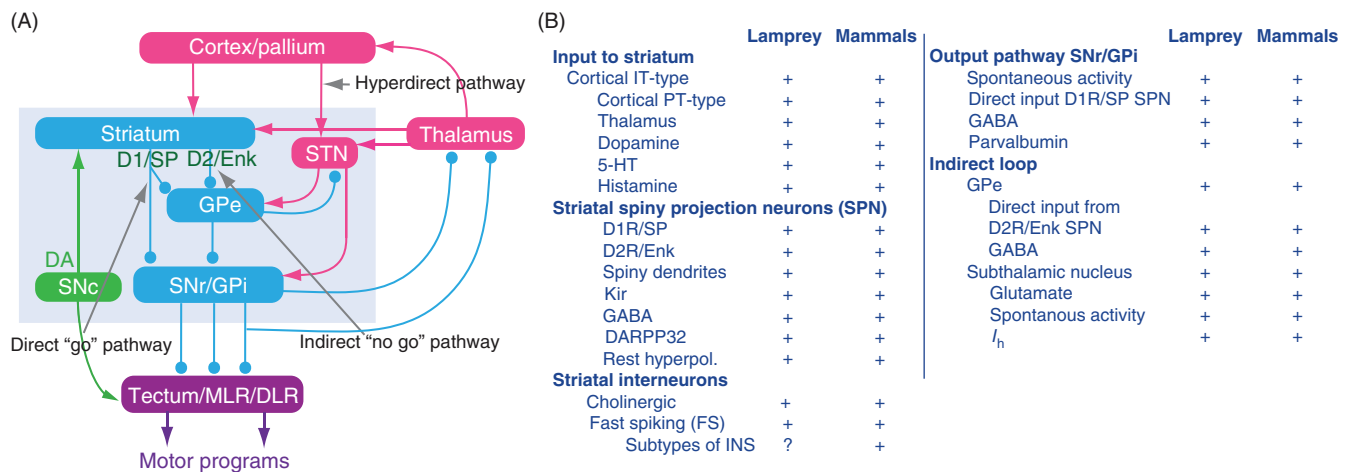 (A)
Cortex/pallium
Hyperdirect pathway
Striatum
Thalamus
D1/SP D2/Enk
STN
GPe
DA
SNc
SNr/GPi
Direct "go" pathway
Indirect "no go" pathway
Tectum/MLR/DLR
Motor programs
(B)
Lamprey Mammals
Input to striatum
Cortical IT-type + +
Cortical PT-type + +
Thalamus + +
Dopamine + +
5-HT + +
Histamine + +
Striatal spiny projection neurons (SPN)
D1R/SP + +
D2R/Enk + +
Spiny dendrites + +
Kir + +
GABA + +
DARPP32 + +
Rest hyperpol. + +
Striatal interneurons
Cholinergic + +
Fast spiking (FS) + +
Subtypes of INS ? +
Lamprey Mammals
Output pathway SNr/GPi
Spontaneous activity + +
Direct input D1R/SP SPN + +
GABA + +
Parvalbumin + +
Indirect loop
GPe + +
Direct input from
D2R/Enk SPN + +
GABA + +
Subthalamic nucleus + +
Glutamate + +
Spontanous activity + +
Ih + +